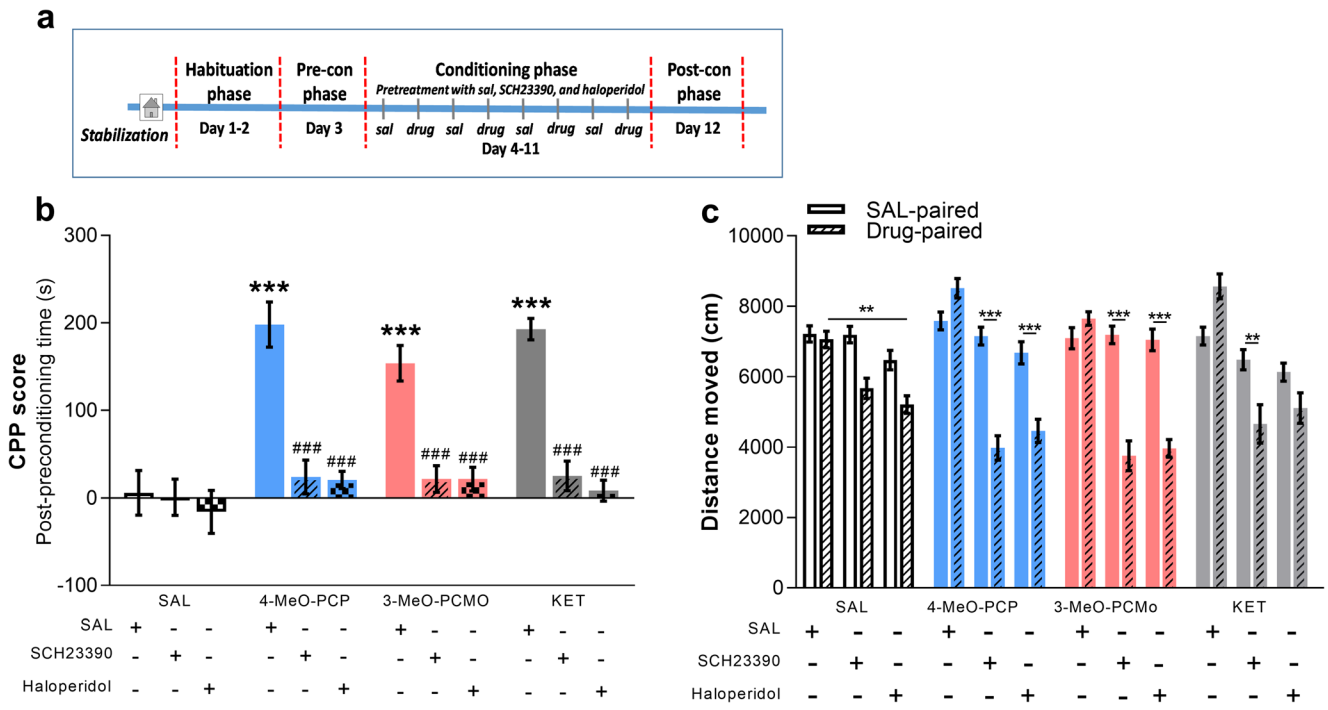 a
Habituation phase
Pre-con phase
Conditioning phase
Pretreatment with sal, SCH23390, and haloperidol
Post-con phase
Stabilization
Day 1-2
Day 3
sal drug sal drug sal drug sal drug
Day 4-11
Day 12
b
CPP score
Post-preconditioning time (s)
300
200
100
0
-100
***
***
***
### ###
### ###
### ###
SAL 4-MeO-PCP 3-MeO-PCMO KET
SAL + - - + - - + - - + - -
SCH23390 - + - - + - - + - - + -
Haloperidol - - + - - + - - + - - +
c
SAL-paired
Drug-paired
Distance moved (cm)
10000
8000
6000
4000
2000
0
**
*** ***
*** ***
**
SAL 4-MeO-PCP 3-MeO-PCMo KET
SAL + - - + - - + - - + - -
SCH23390 - + - - + - - + - - + -
Haloperidol - - + - - + - - + - - +